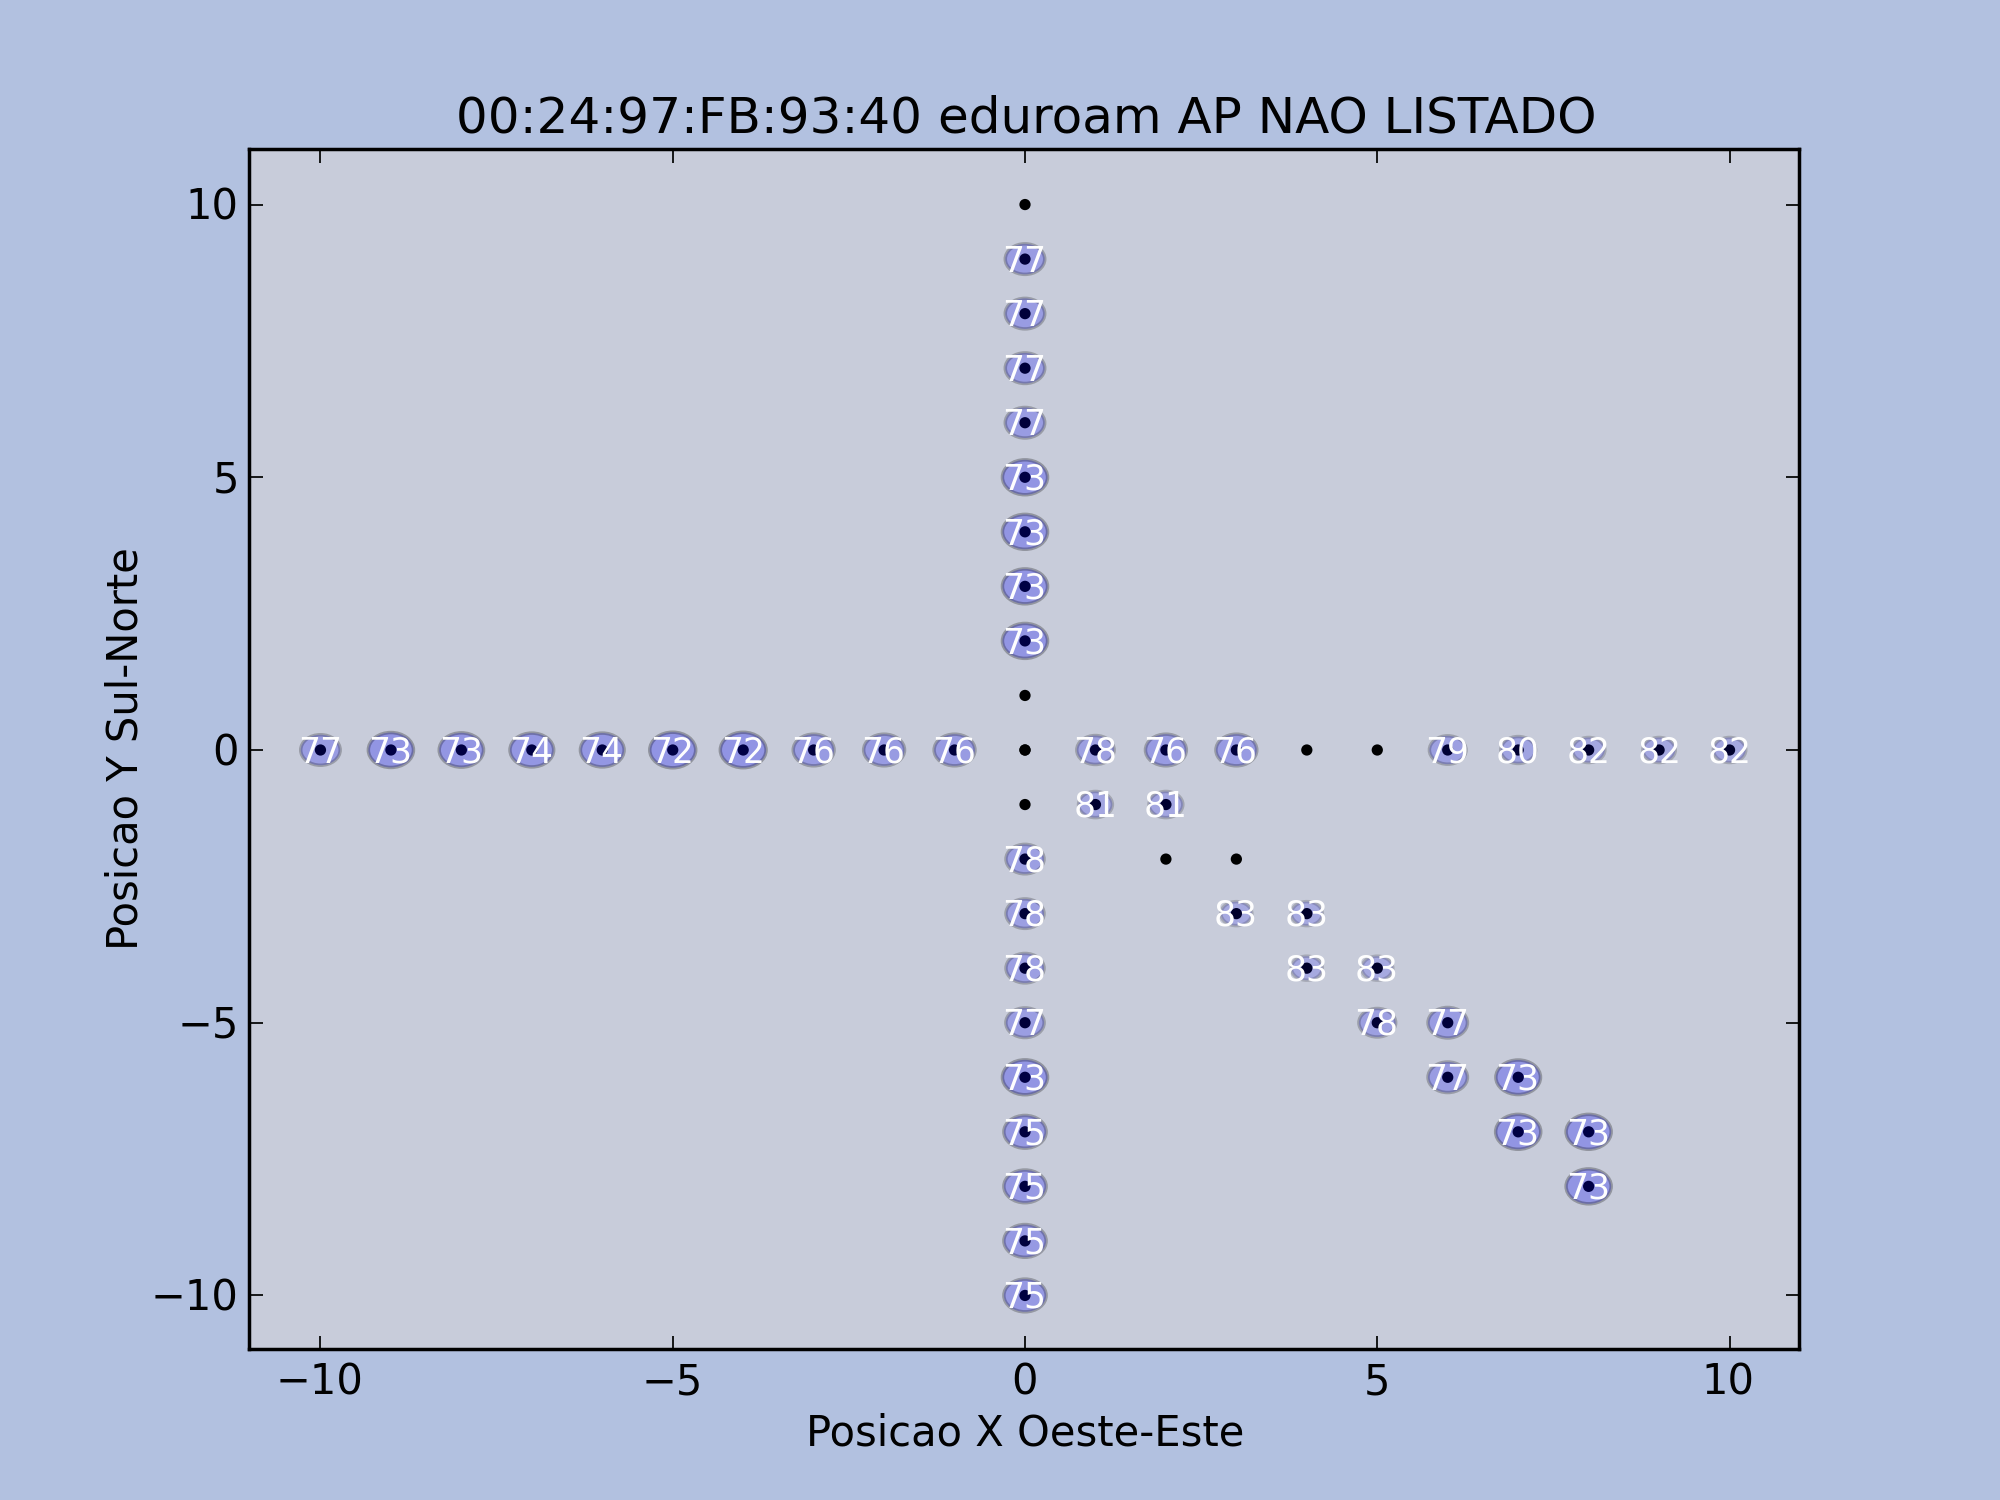 00:24:97:FB:93:40 eduroam AP NAO LISTADO
10
77
77
77
77
5
73
73
73
73
0
77 73 73 74 74 72 72 76 76 76 78 76 76 79 80 82 82 82
81 81
78
78 83 83
78 83 83
−5 77 78 77
73 77 73
75 73 73
75 73
75
−10 75
−10 −5 0 5 10
Posicao X Oeste-Este
Posicao Y Sul-Norte